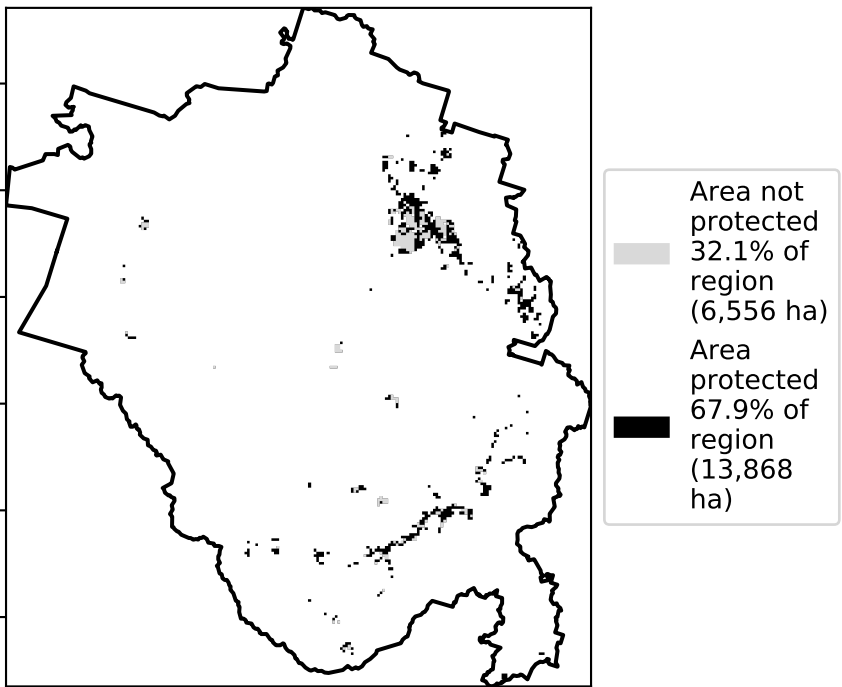 Area not
protected
32.1% of
region
(6,556 ha)
Area
protected
67.9% of
region
(13,868
ha)